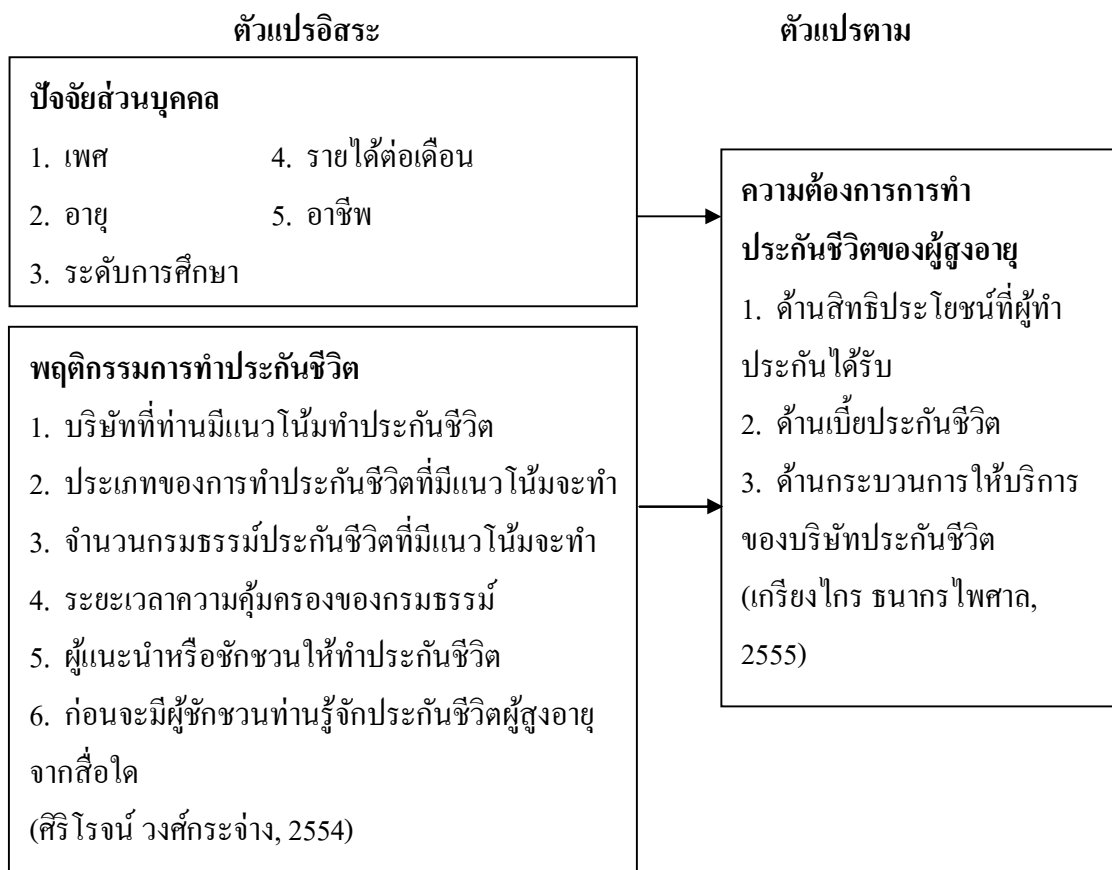 ตัวแปรอิสระ
ตัวแปรตาม
ปัจจัยส่วนบุคคล
1. เพศ 4. รายได้ต่อเดือน
2. อายุ 5. อาชีพ
3. ระดับการศึกษา
พฤติกรรมการทำประกันชีวิต
1. บริษัทที่ท่านมีแนวโน้มทำประกันชีวิต
2. ประเภทของการทำประกันชีวิตที่มีแนวโน้มจะทำ
3. จำนวนกรมธรรม์ประกันชีวิตที่มีแนวโน้มจะทำ
4. ระยะเวลาความคุ้มครองของกรมธรรม์
5. ผู้แนะนำหรือชักชวนให้ทำประกันชีวิต
6. ก่อนจะมีผู้ชักชวนท่านรู้จักประกันชีวิตผู้สูงอายุ
จากสื่อใด
(ศิริโรจน์ วงศ์กระจ่าง, 2554)
ความต้องการการทำ
ประกันชีวิตของผู้สูงอายุ
1. ด้านสิทธิประโยชน์ที่ผู้ทำ
ประกันได้รับ
2. ด้านเบี้ยประกันชีวิต
3. ด้านกระบวนการให้บริการ
ของบริษัทประกันชีวิต
(เกรียงไกร ธนากรไพศาล,
2555)